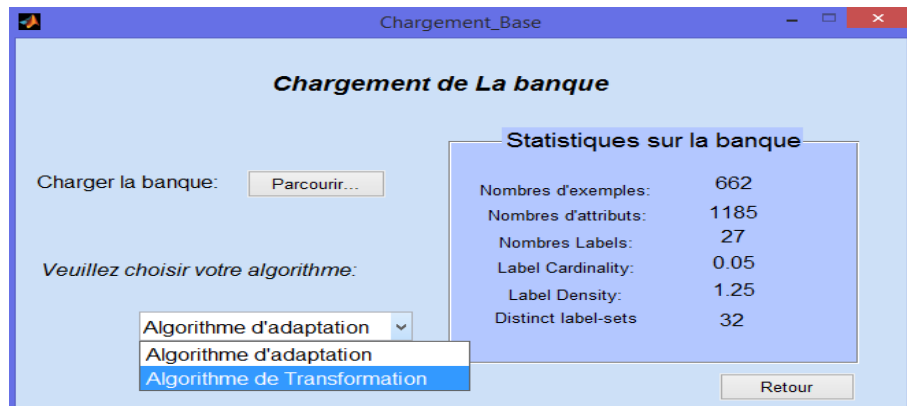 Chargement_Base
Chargement de La banque
Charger la banque: Parcourir...
Veuillez choisir votre algorithme:
Algorithme d'adaptation
Algorithme d'adaptation
Algorithme de Transformation
Statistiques sur la banque
Nombres d'exemples: 662
Nombres d'attributs: 1185
Nombres Labels: 27
Label Cardinality: 0.05
Label Density: 1.25
Distinct label-sets 32
Retour